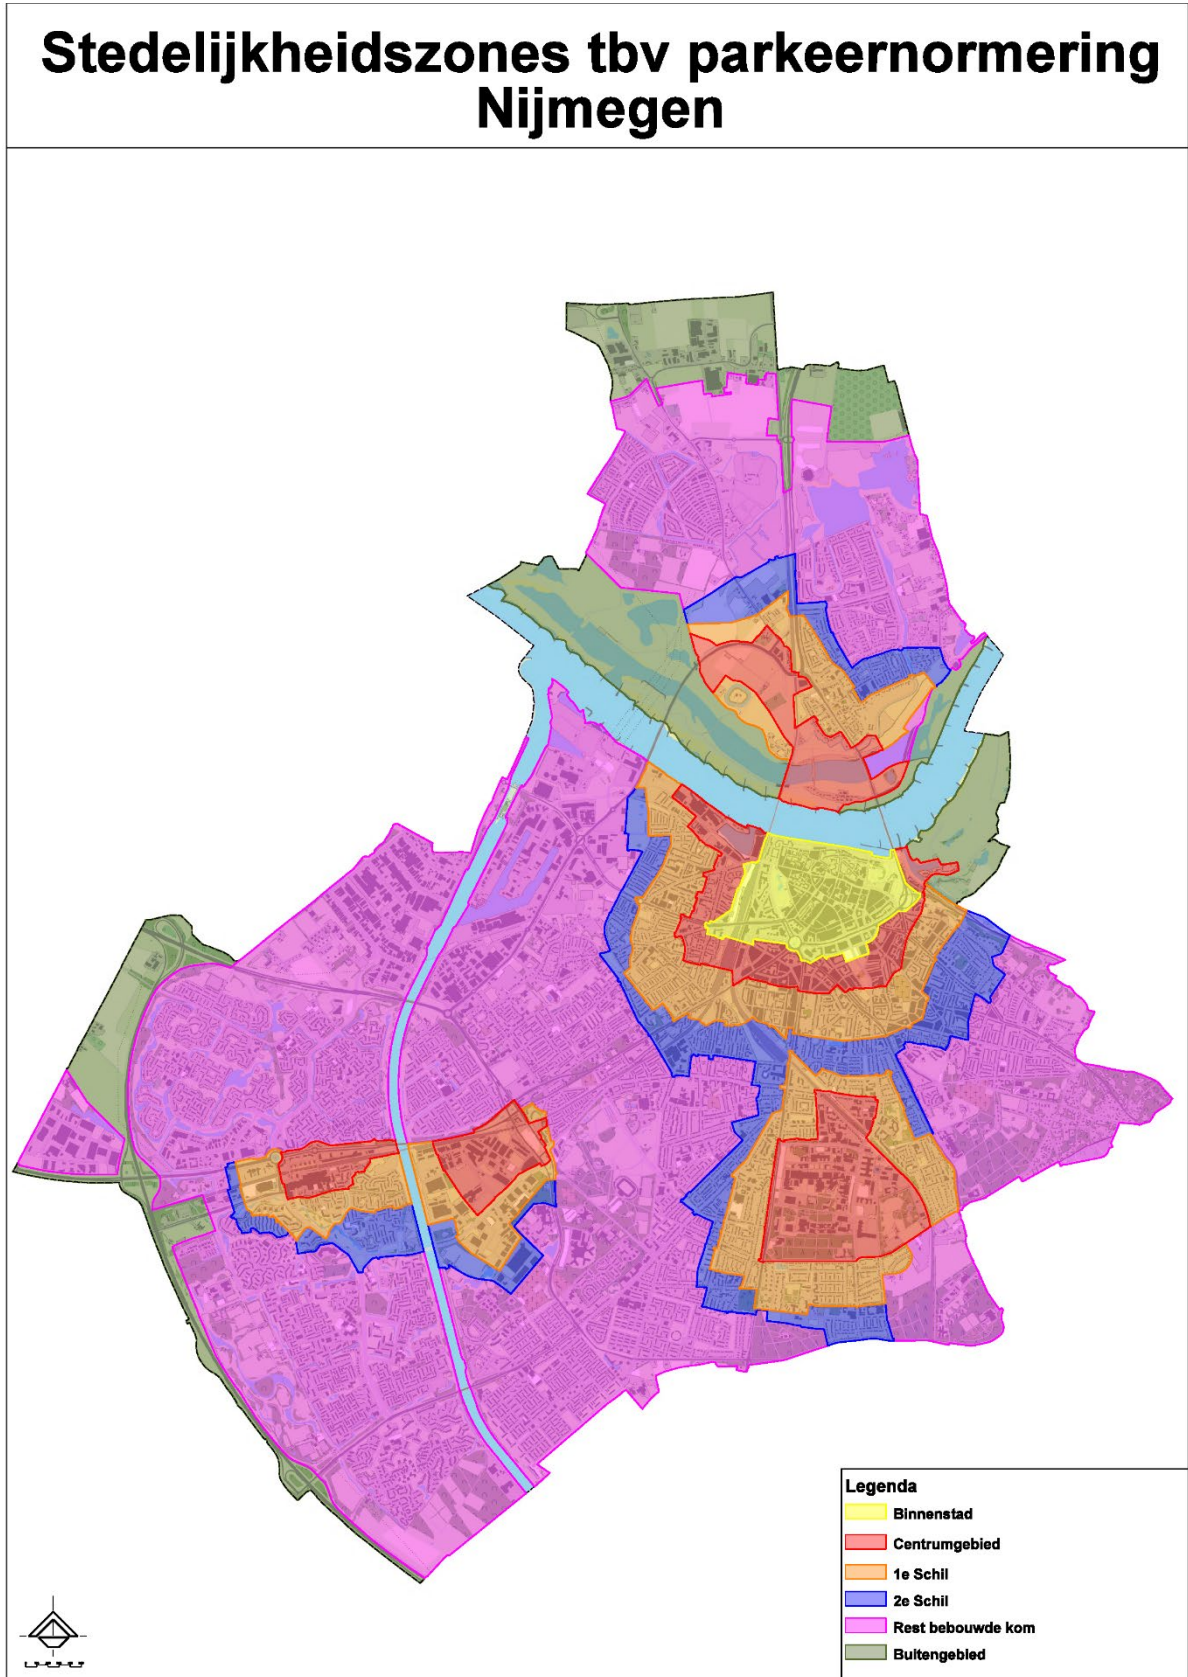 Stedelijkheidszones tbv parkeernormering
Nijmegen
Legenda
Binnenstad
Centrumgebied
1e Schil
2e Schil
Rest bebouwde kom
Buitengebied